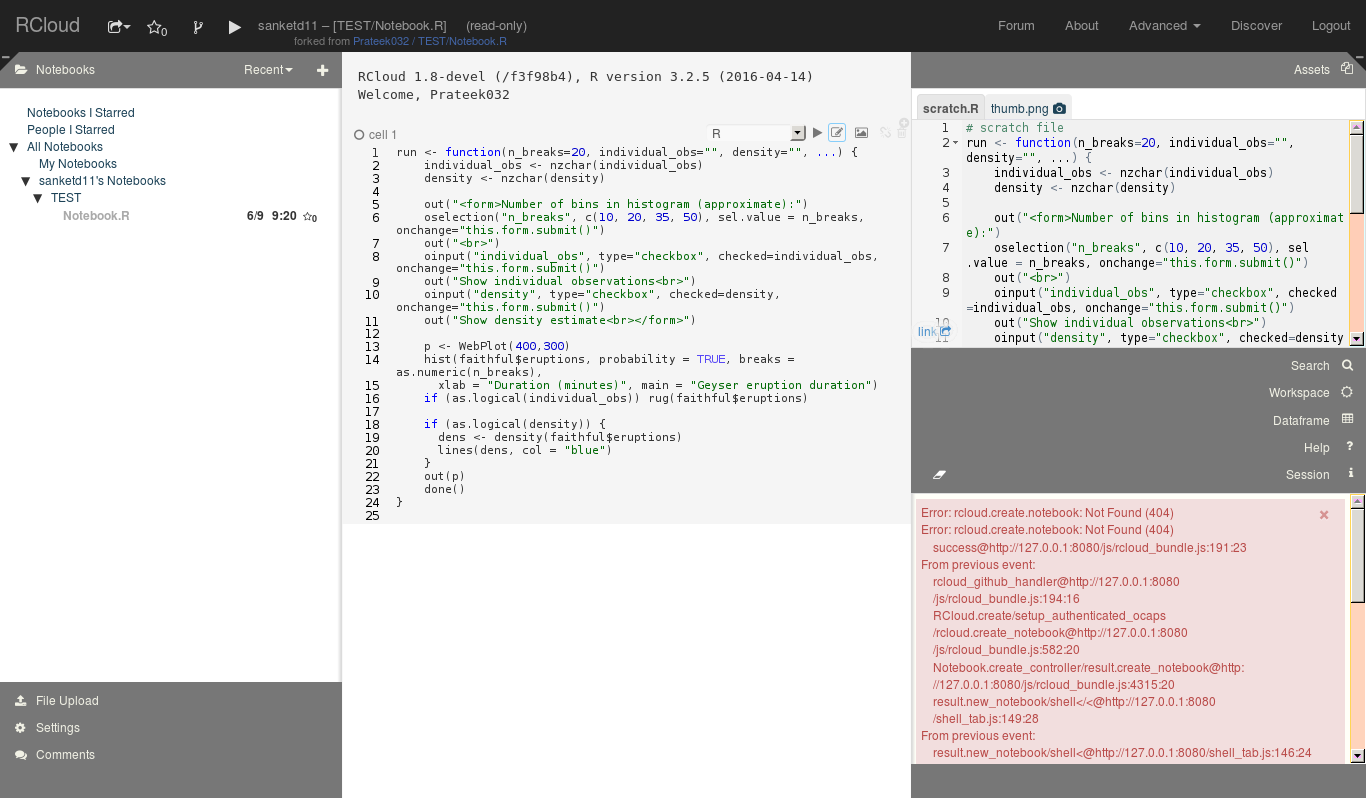 RCloud
0
sanketd11 – [TEST/Notebook.R] (read-only)
forked from Prateek032 / TEST/Notebook.R
Forum About Advanced Discover Logout
Notebooks Recent
Notebooks I Starred
People I Starred
All Notebooks
My Notebooks
sanketd11's Notebooks
TEST
Notebook.R 6/9 9:20 0
File Upload
Settings
Comments
RCloud 1.8-devel (/f3f98b4), R version 3.2.5 (2016-04-14)
Welcome, Prateek032
cell 1 R
1 run <- function(n_breaks=20, individual_obs="", density="", ...) {
2 individual_obs <- nzchar(individual_obs)
3 density <- nzchar(density)
4
5 out("<form>Number of bins in histogram (approximate):")
6 oselection("n_breaks", c(10, 20, 35, 50), sel.value = n_breaks,
onchange="this.form.submit()")
7 out("<br>")
8 oinput("individual_obs", type="checkbox", checked=individual_obs,
onchange="this.form.submit()")
9 out("Show individual observations<br>")
10 oinput("density", type="checkbox", checked=density,
onchange="this.form.submit()")
11 out("Show density estimate<br></form>")
12
13 p <- WebPlot(400,300)
14 hist(faithful$eruptions, probability = TRUE, breaks =
as.numeric(n_breaks),
15 xlab = "Duration (minutes)", main = "Geyser eruption duration")
16 if (as.logical(individual_obs)) rug(faithful$eruptions)
17
18 if (as.logical(density)) {
19 dens <- density(faithful$eruptions)
20 lines(dens, col = "blue")
21 }
22 out(p)
23 done()
24 }
25
Assets
scratch.R thumb.png
1 # scratch file
2 run <- function(n_breaks=20, individual_obs="",
density="", ...) {
3 individual_obs <- nzchar(individual_obs)
4 density <- nzchar(density)
5
6 out("<form>Number of bins in histogram (approximat
e):")
7 oselection("n_breaks", c(10, 20, 35, 50), sel
.value = n_breaks, onchange="this.form.submit()")
8 out("<br>")
9 oinput("individual_obs", type="checkbox", checked
=individual_obs, onchange="this.form.submit()")
10 out("Show individual observations<br>")
11 oinput("density", type="checkbox", checked=density
link
Search
Workspace
Dataframe
Help ?
Session
Error: rcloud.create.notebook: Not Found (404) ×
Error: rcloud.create.notebook: Not Found (404)
success@http://127.0.0.1:8080/js/rcloud_bundle.js:191:23
From previous event:
rcloud_github_handler@http://127.0.0.1:8080
/js/rcloud_bundle.js:194:16
RCloud.create/setup_authenticated_ocaps
/rcloud.create_notebook@http://127.0.0.1:8080
/js/rcloud_bundle.js:582:20
Notebook.create_controller/result.create_notebook@http:
//127.0.0.1:8080/js/rcloud_bundle.js:4315:20
result.new_notebook/shell</<@http://127.0.0.1:8080
/shell_tab.js:149:28
From previous event:
result.new_notebook/shell<@http://127.0.0.1:8080/shell_tab.js:146:24